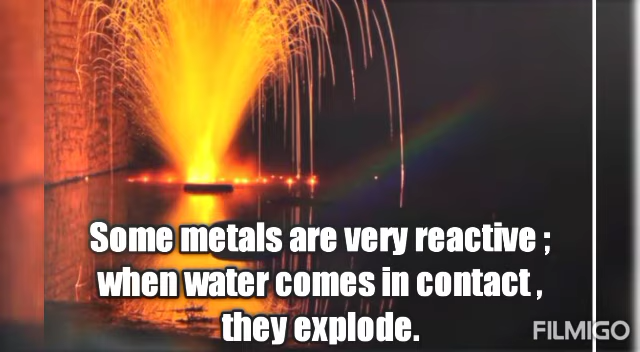 Some metals are very reactive ;
when water comes in contact ,
they explode.
FILMIGO